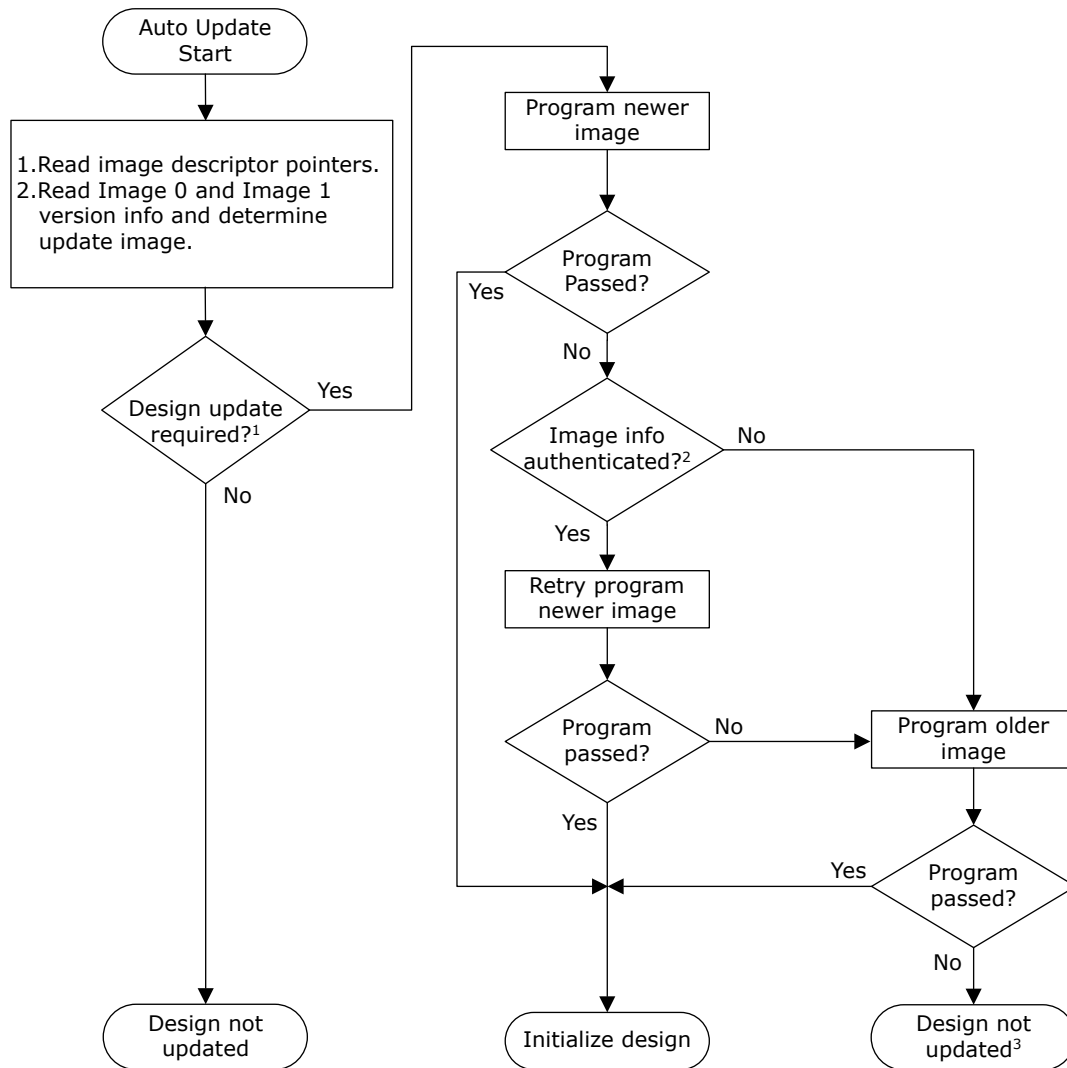 Auto Update
Start
1.Read image descriptor pointers.
2.Read Image 0 and Image 1
version info and determine
update image.
Design update
required?¹
Yes
No
Design not
updated
Program newer
image
Program
Passed?
Yes
No
Image info
authenticated?²
No
Yes
Retry program
newer image
Program
passed?
No
Yes
Program older
image
Program
passed?
Yes
No
Initialize design
Design not
updated³